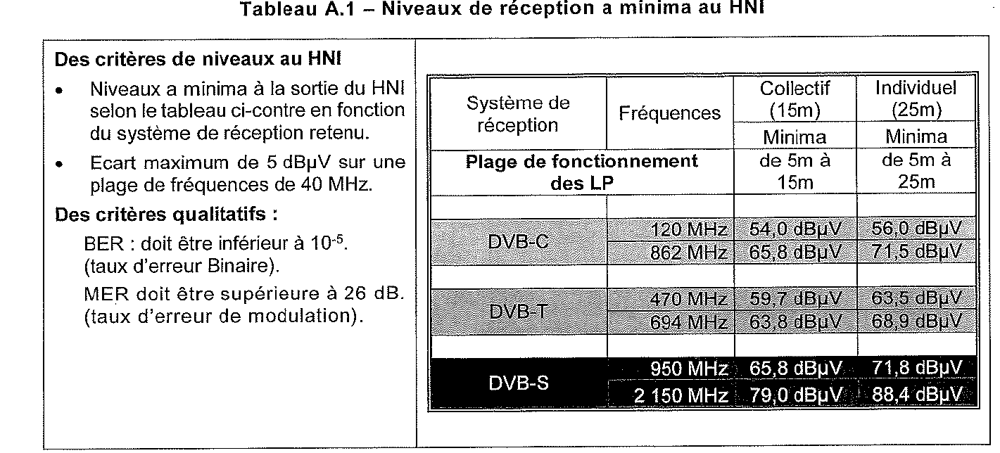 Tableau A.1 – Niveaux de réception a minima au HNI
Des critères de niveaux au HNI
• Niveaux a minima à la sortie du HNI
selon le tableau ci-contre en fonction
du système de réception retenu.
• Ecart maximum de 5 dBµV sur une
plage de fréquences de 40 MHz.
Des critères qualitatifs :
BER : doit être inférieur à 10-5.
(taux d'erreur Binaire).
MER doit être supérieure à 26 dB.
(taux d'erreur de modulation).
Système de
réception
Fréquences
Collectif
(15m)
Individuel
(25m)
Minima
Minima
Plage de fonctionnement
des LP
de 5m à
15m
de 5m à
25m
DVB-C
120 MHz 54,0 dBµV 56,0 dBµV
862 MHz 65,8 dBµV 71,5 dBµV
DVB-T
470 MHz 59,7 dBµV 63,5 dBµV
694 MHz 63,8 dBµV 68,9 dBµV
DVB-S
950 MHz 65,8 dBµV 71,8 dBµV
2 150 MHz 79,0 dBµV 88,4 dBµV